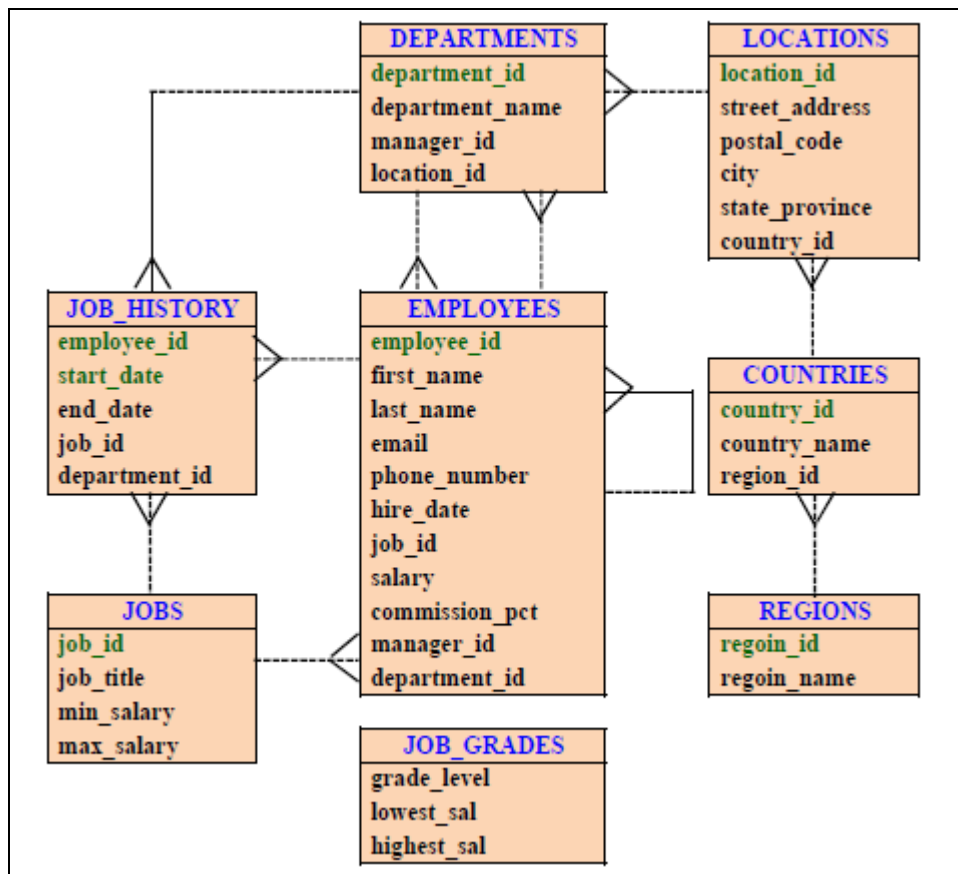 DEPARTMENTS
department_id
department_name
manager_id
location_id
LOCATIONS
location_id
street_address
postal_code
city
state_province
country_id
JOB_HISTORY
employee_id
start_date
end_date
job_id
department_id
EMPLOYEES
employee_id
first_name
last_name
email
phone_number
hire_date
job_id
salary
commission_pct
manager_id
department_id
COUNTRIES
country_id
country_name
region_id
JOBS
job_id
job_title
min_salary
max_salary
REGIONS
regoin_id
regoin_name
JOB_GRADES
grade_level
lowest_sal
highest_sal